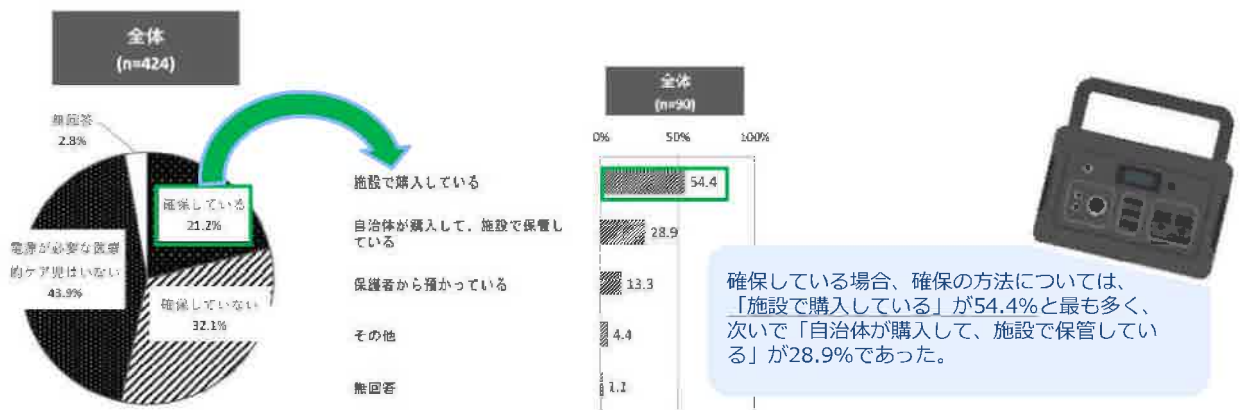 全体
(n=424)
無回答
2.8%
確保している
21.2%
電源が必要な医療
的ケア児はいない
43.9%
確保していない
32.1%
全体
(n=90)
0%
50%
100%
施設で購入している
54.4
自治体が購入して、施設で保管し
ている
28.9
保護者から預かっている
13.3
その他
4.4
無回答
1.1
確保している場合、確保の方法については、
「施設で購入している」が54.4%と最も多く、
次いで「自治体が購入して、施設で保管してい
る」が28.9%であった。